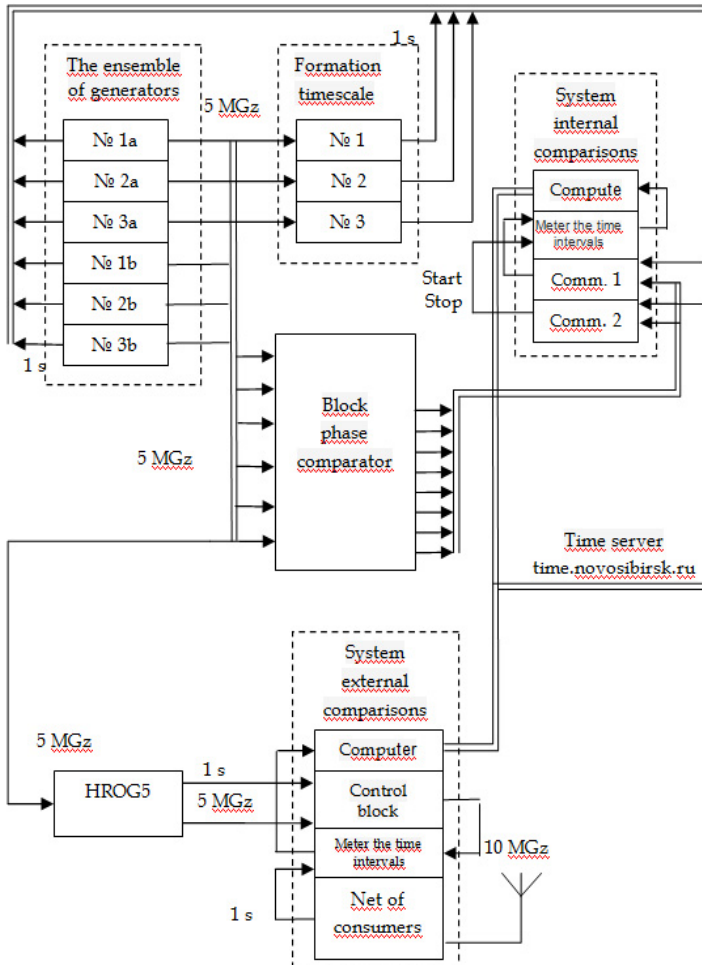 1 s
The ensemble
of generators
5 MGz
Formation
timescale
№ 1a
№ 2a
№ 3a
№ 1b
№ 2b
№ 3b
1 s
№ 1
№ 2
№ 3
System
internal
comparisons
Compute
Meter the time
intervals
Comm. 1
Comm. 2
Start
Stop
Block
phase
comparator
5 MGz
Time server
time.novosibirsk.ru
System
external
comparisons
Computer
Control
block
Meter the time
intervals
Net of
consumers
5 MGz
HROG5
1 s
5 MGz
10 MGz
1 s